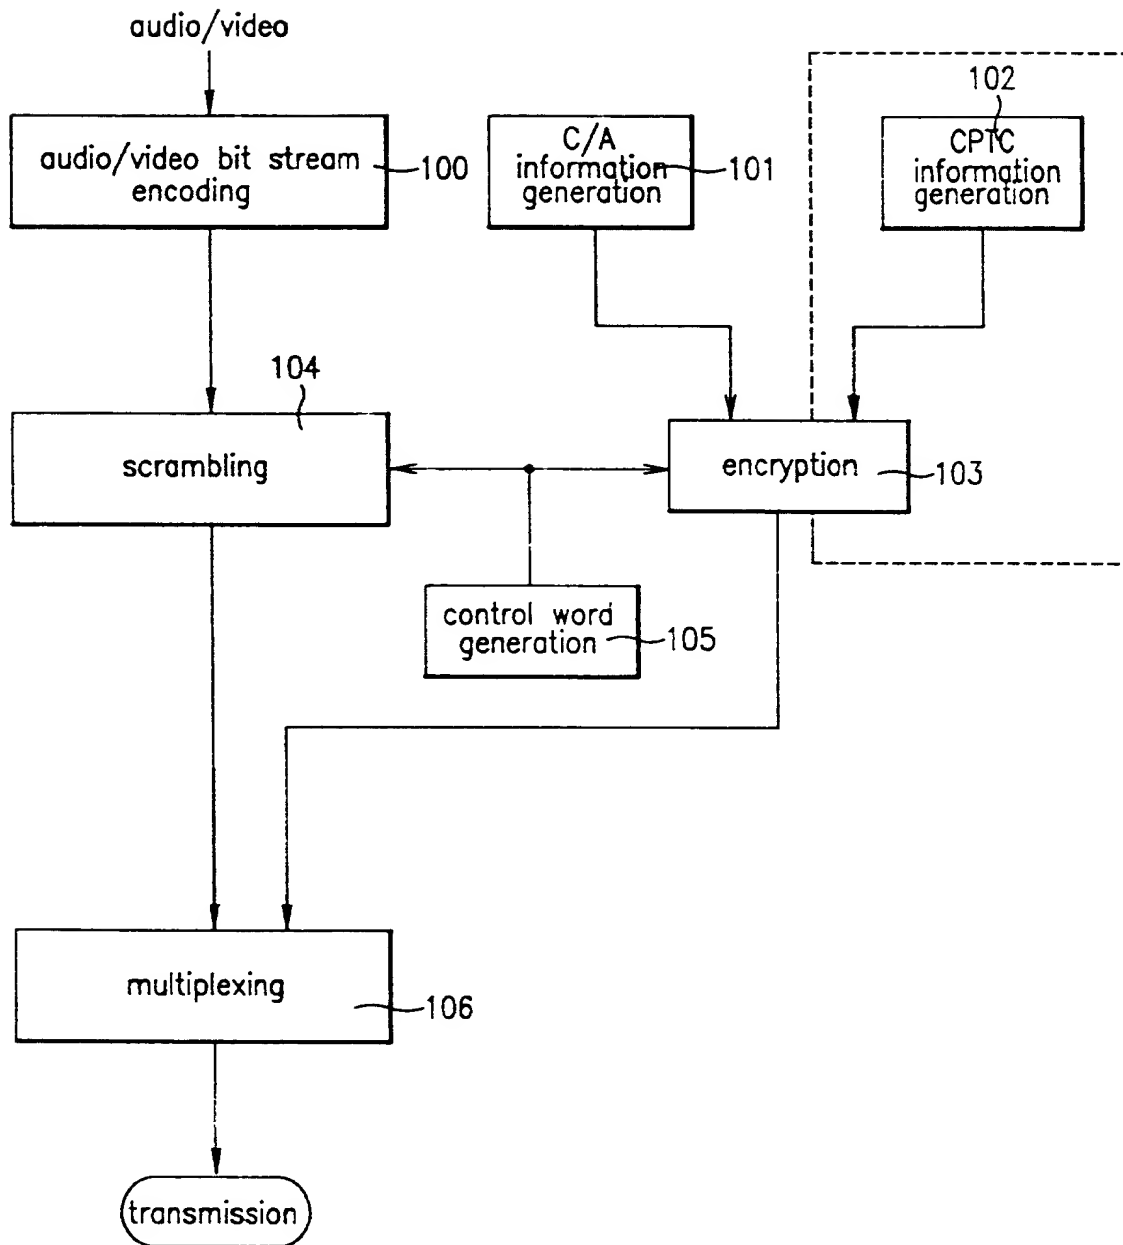 audio/video
102
audio/video bit stream
encoding
100
C/A
information
generation
101
CPTC
information
generation
104
scrambling
encryption
103
control word
generation
105
multiplexing
106
transmission